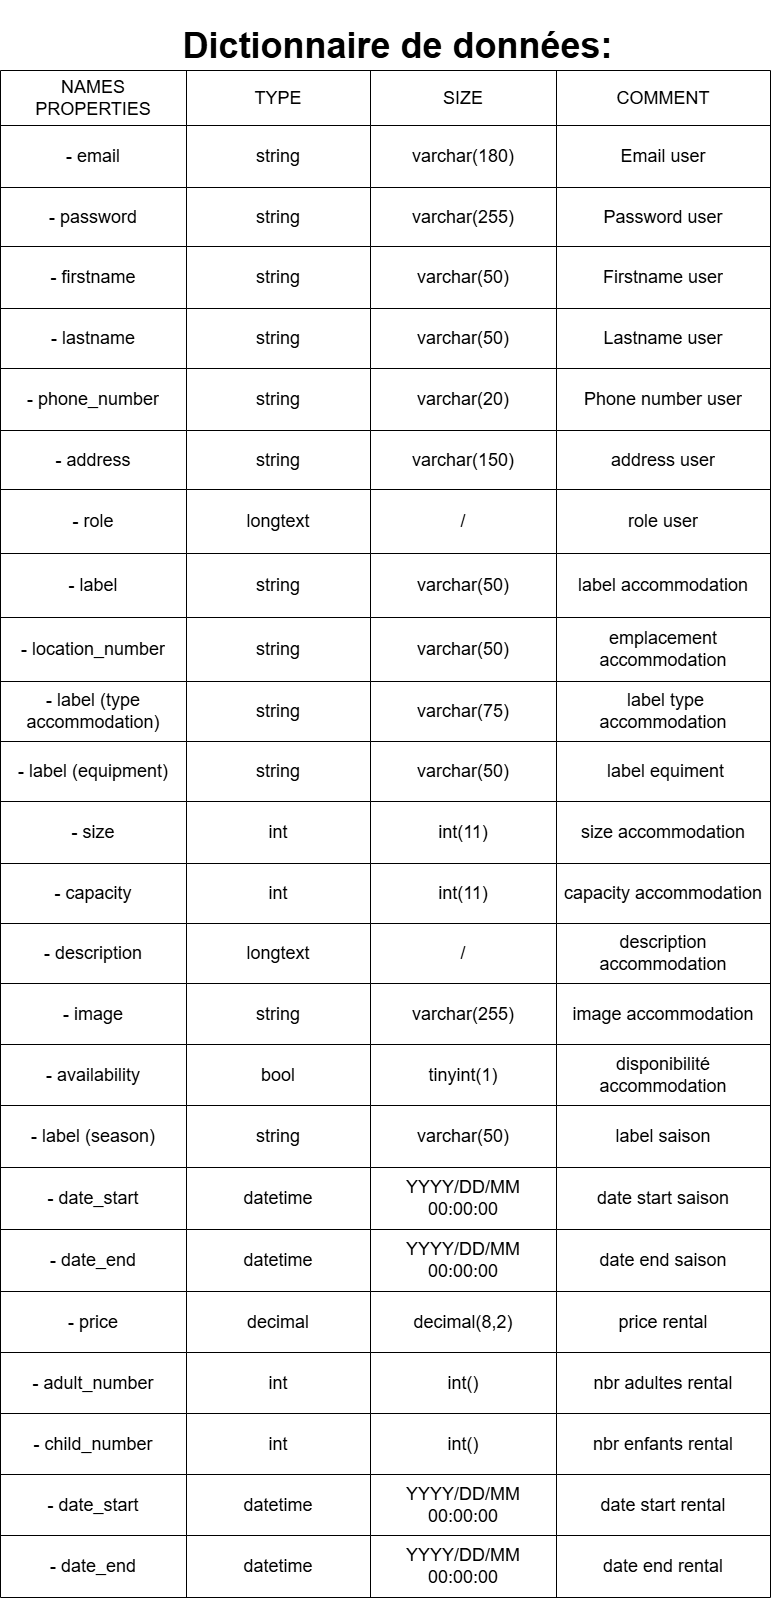 Dictionnaire de données:
NAMES
PROPERTIES
TYPE
SIZE
COMMENT
- email
string
varchar(180)
Email user
- password
string
varchar(255)
Password user
- firstname
string
varchar(50)
Firstname user
- lastname
string
varchar(50)
Lastname user
- phone_number
string
varchar(20)
Phone number user
- address
string
varchar(150)
address user
- role
longtext
/
role user
- label
string
varchar(50)
label accommodation
- location_number
string
varchar(50)
emplacement
accommodation
- label (type
accommodation)
string
varchar(75)
label type
accommodation
- label (equipment)
string
varchar(50)
label equiment
- size
int
int(11)
size accommodation
- capacity
int
int(11)
capacity accommodation
- description
longtext
/
description
accommodation
- image
string
varchar(255)
image accommodation
- availability
bool
tinyint(1)
disponibilité
accommodation
- label (season)
string
varchar(50)
label saison
- date_start
datetime
YYYY/DD/MM
00:00:00
date start saison
- date_end
datetime
YYYY/DD/MM
00:00:00
date end saison
- price
decimal
decimal(8,2)
price rental
- adult_number
int
int()
nbr adultes rental
- child_number
int
int()
nbr enfants rental
- date_start
datetime
YYYY/DD/MM
00:00:00
date start rental
- date_end
datetime
YYYY/DD/MM
00:00:00
date end rental